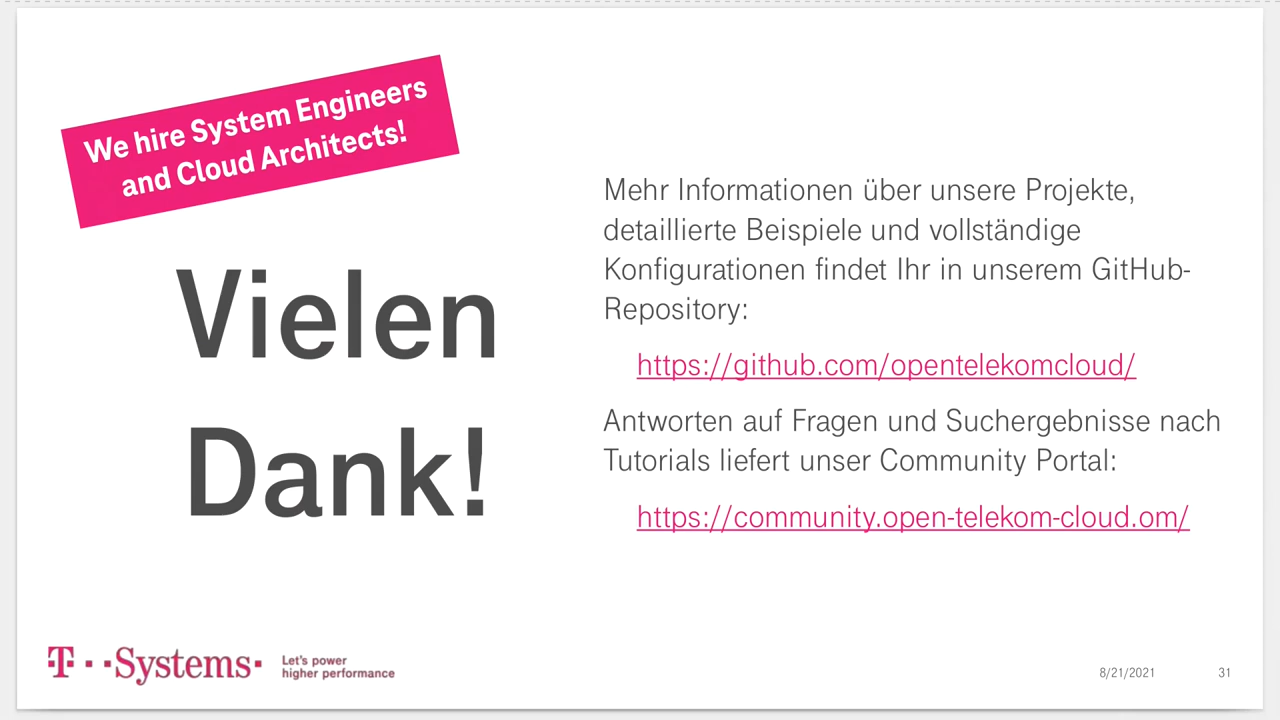 We hire System Engineers
and Cloud Architects!
Vielen
Dank!
Mehr Informationen über unsere Projekte,
detaillierte Beispiele und vollständige
Konfigurationen findet Ihr in unserem GitHub-
Repository:
https://github.com/opentelekomcloud/
Antworten auf Fragen und Suchergebnisse nach
Tutorials liefert unser Community Portal:
https://community.open-telekom-cloud.om/
T··Systems·
Let's power
higher performance
8/21/2021
31